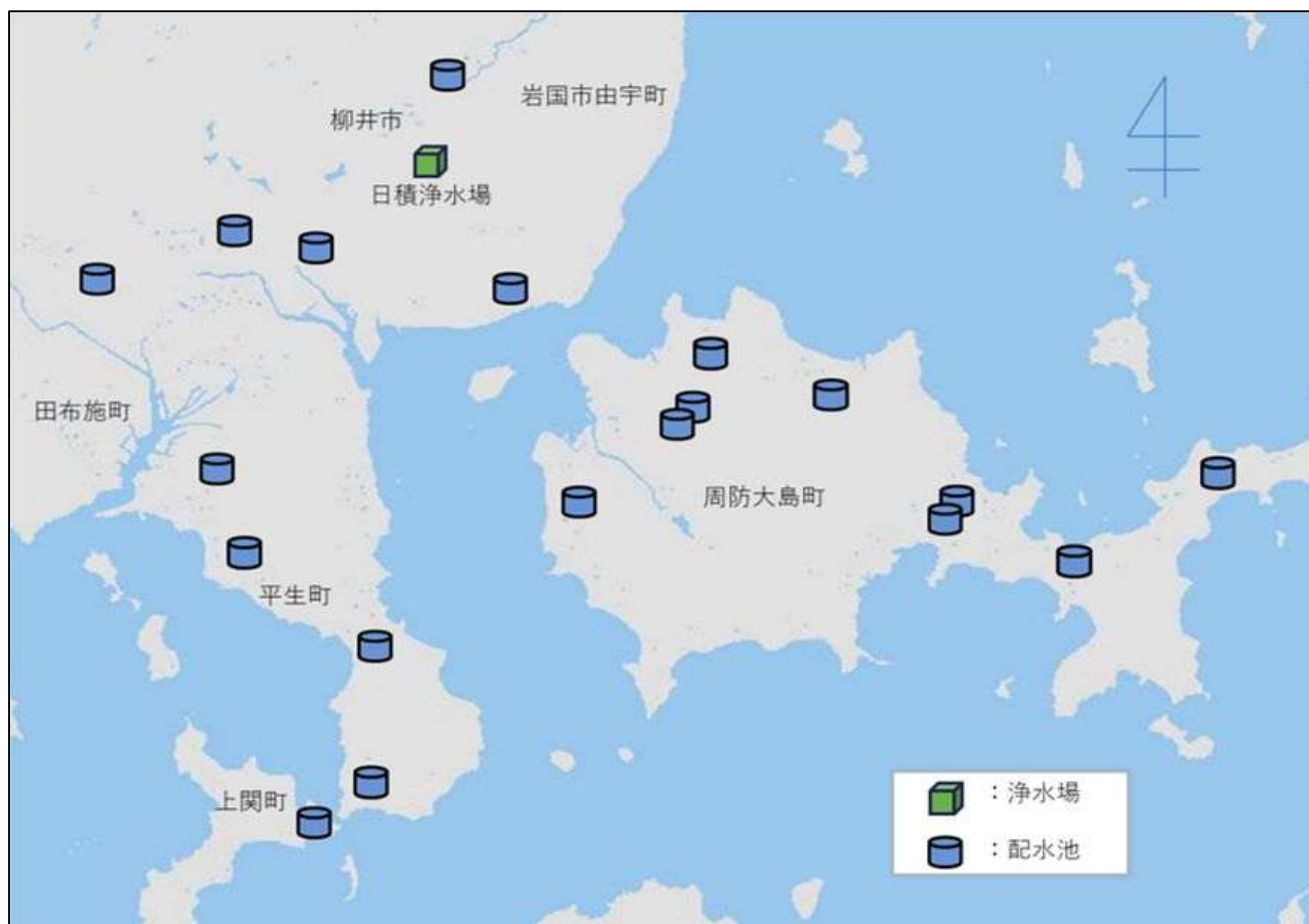 岩国市由宇町
柳井市
日積浄水場
田布施町
周防大島町
平生町
上関町
：浄水場
：配水池